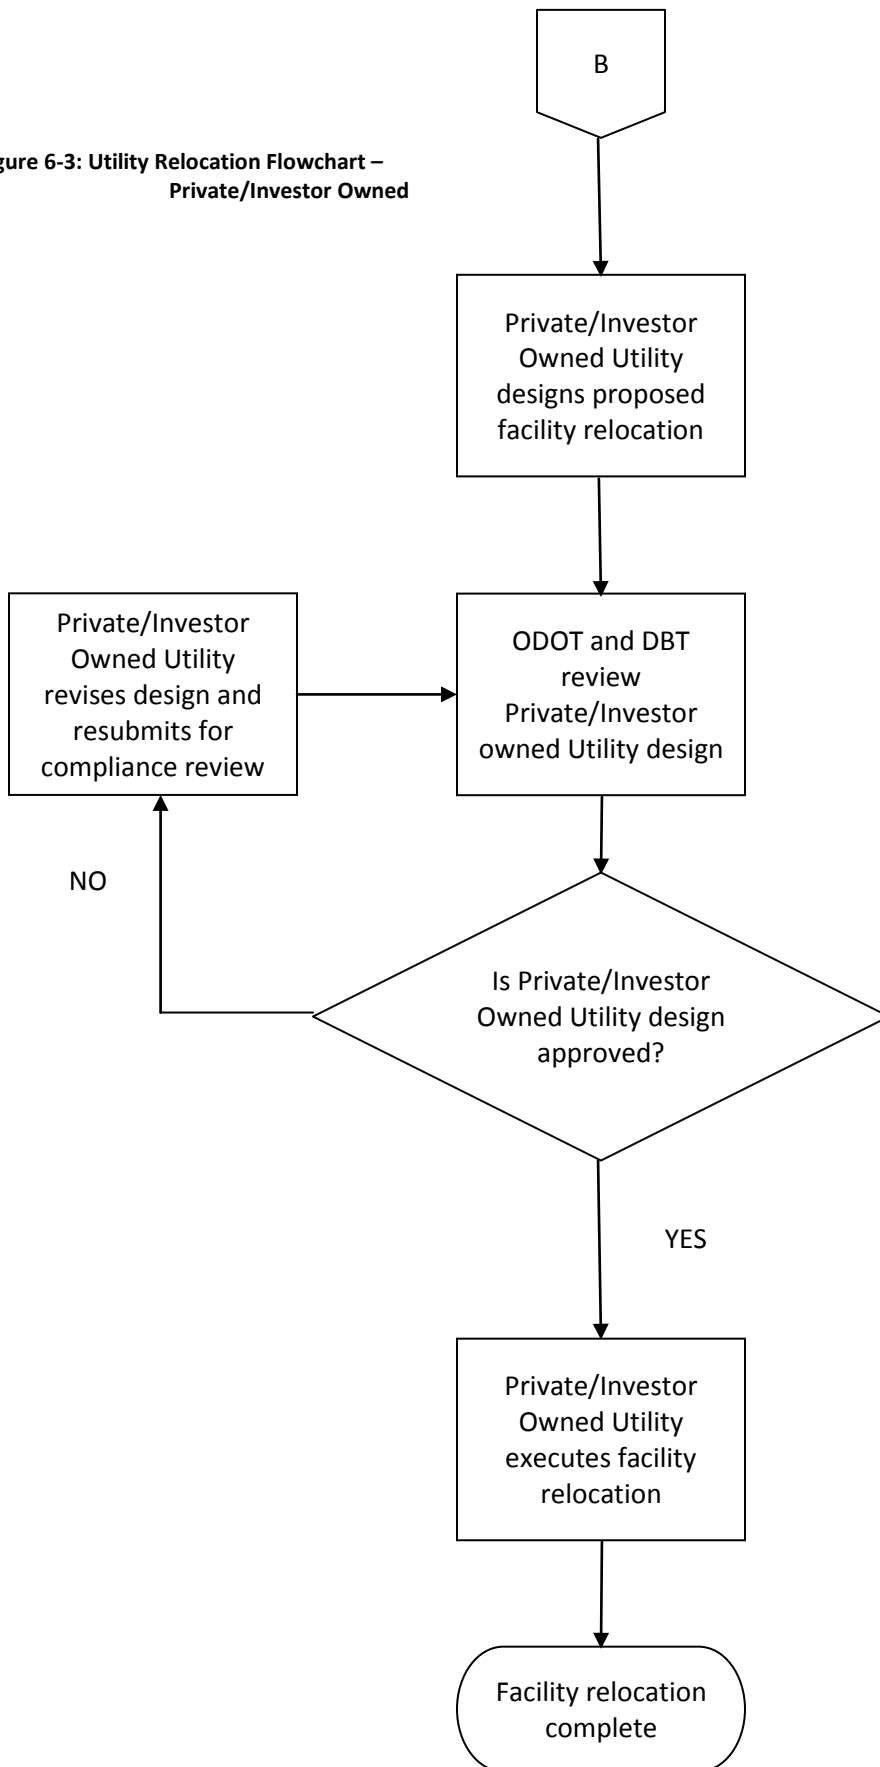 B
gure 6-3: Utility Relocation Flowchart –
Private/Investor Owned
Private/Investor
Owned Utility
designs proposed
facility relocation
Private/Investor
Owned Utility
revises design and
resubmits for
compliance review
ODOT and DBT
review
Private/Investor
owned Utility design
NO
Is Private/Investor
Owned Utility design
approved?
YES
Private/Investor
Owned Utility
executes facility
relocation
Facility relocation
complete